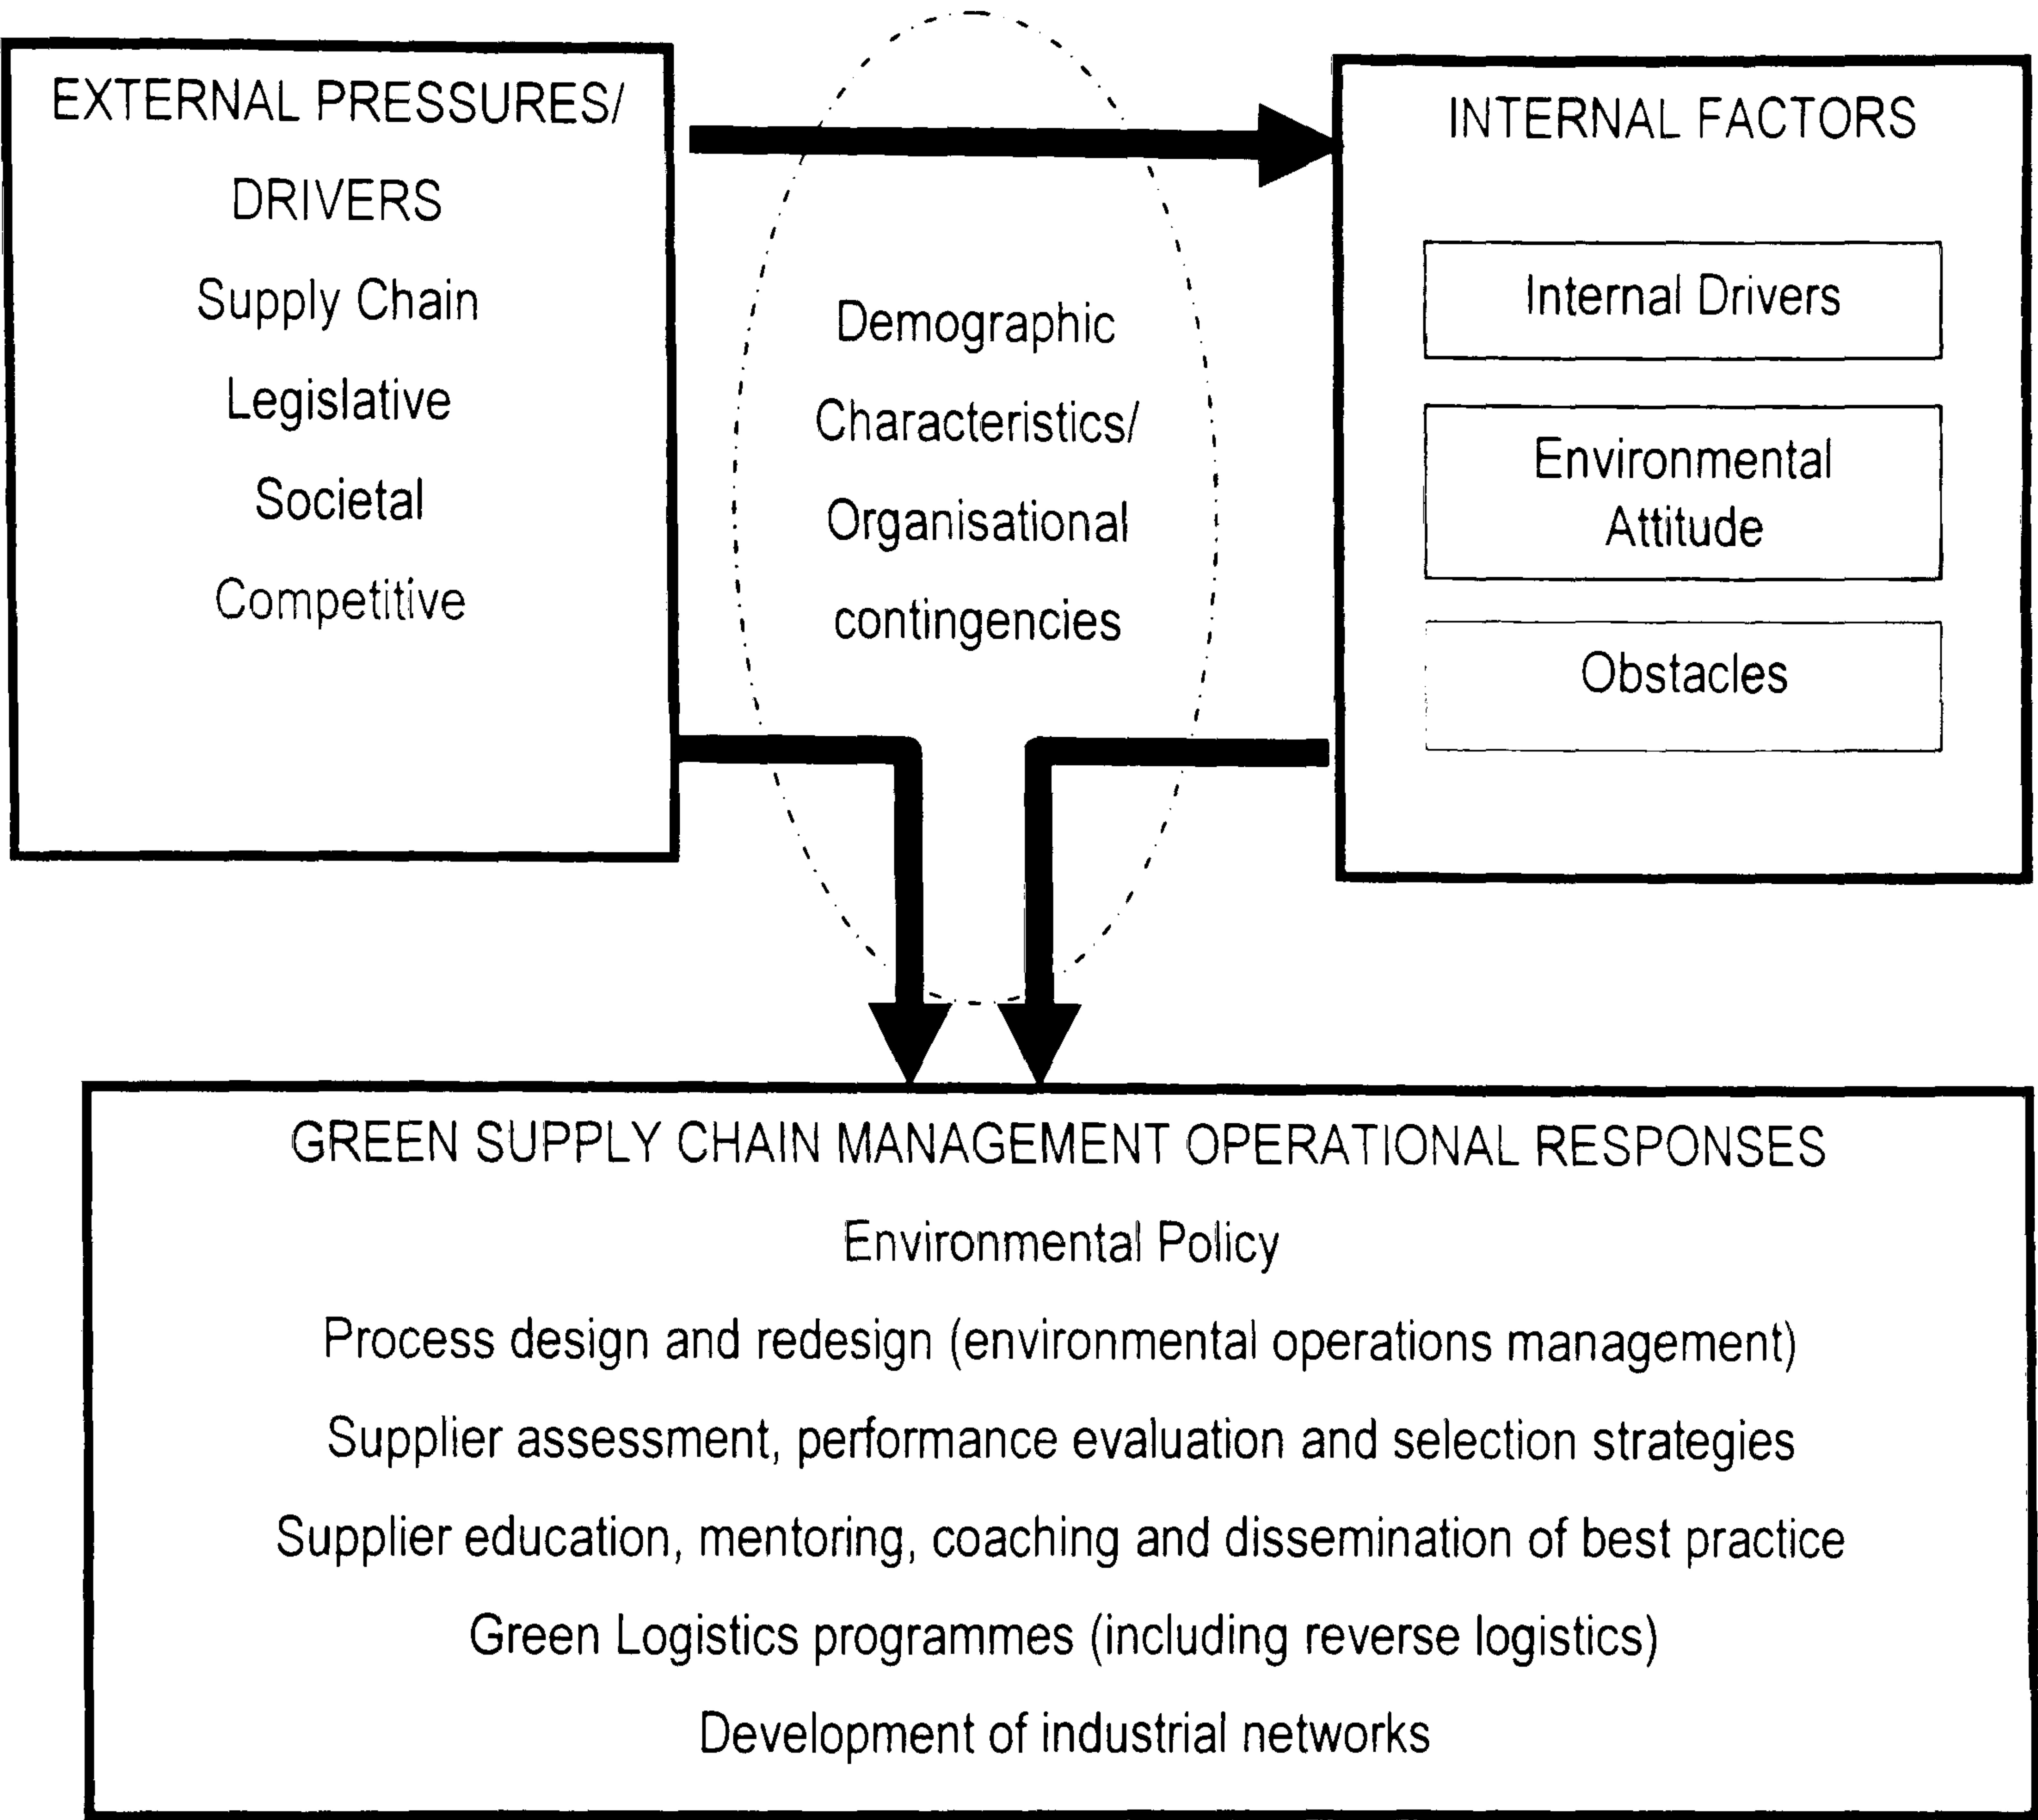 EXTERNAL PRESSURES/
DRIVERS
Supply Chain
Legislative
Societal
Competitive
Demographic
Characteristics/
Organisational
contingencies
INTERNAL FACTORS
Internal Drivers
Environmental
Attitude
Obstacles
GREEN SUPPLY CHAIN MANAGEMENT OPERATIONAL RESPONSES
Environmental Policy
Process design and redesign (environmental operations management)
Supplier assessment, performance evaluation and selection strategies
Supplier education, mentoring, coaching and dissemination of best practice
Green Logistics programmes (including reverse logistics)
Development of industrial networks